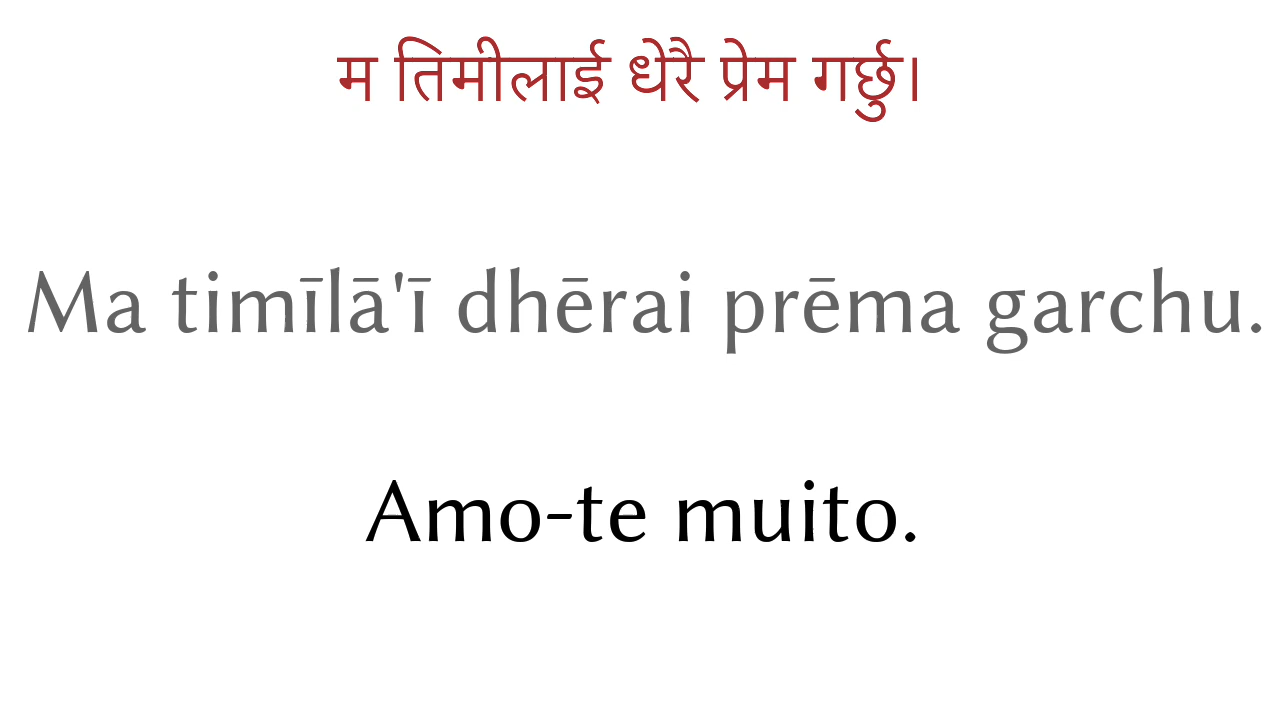 म तिमीलाई धेरै प्रेम गर्छु।
Ma timīlā'ī dhērai prēma garchu.
Amo-te muito.